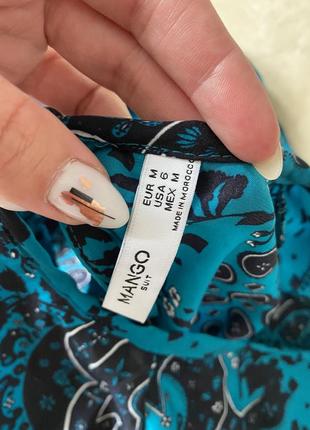 MANGO
SUIT
EUR M
USA 6
MEX M
MADE IN MOROCCO